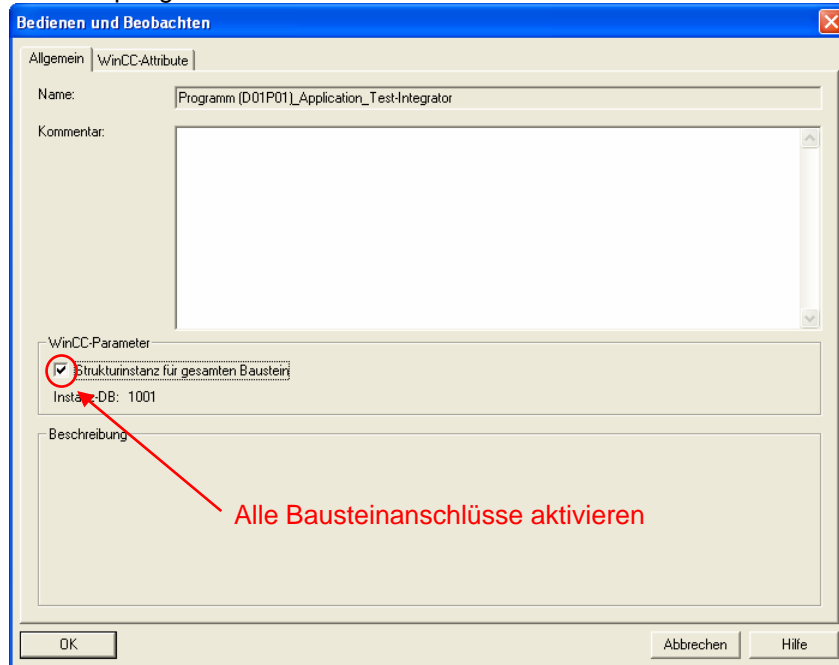 Bedienen und Beobachten
Allgemein WinCC-Attribute
Name: Programm (D01P01)_Application_Test-Integrator
Kommentar:
WinCC-Parameter
Strukturinstanz für gesamten Baustein
Instanz-DB: 1001
Beschreibung
Alle Bausteinanschlüsse aktivieren
OK Abbrechen Hilfe